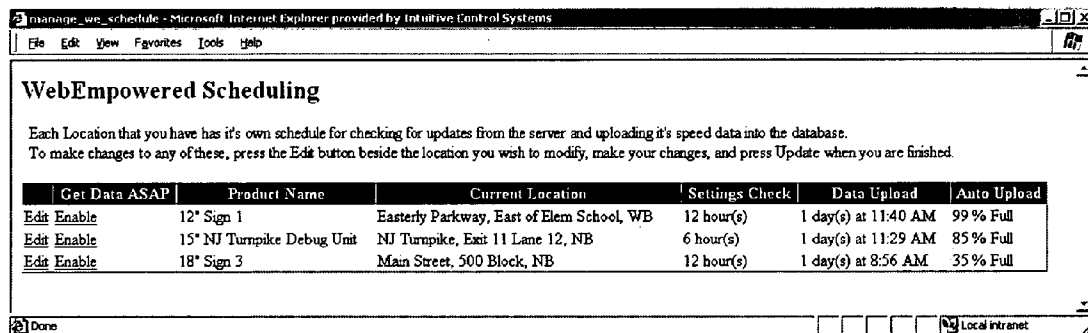 manage_we_schedule - Microsoft Internet Explorer provided by Intuitive Control Systems
File Edit View Favorites Tools Help
WebEmpowered Scheduling
Each Location that you have has it's own schedule for checking for updates from the server and uploading it's speed data into the database.
To make changes to any of these, press the Edit button beside the location you wish to modify, make your changes, and press Update when you are finished.
Get Data ASAP Product Name Current Location Settings Check Data Upload Auto Upload
Edit Enable 12" Sign 1 Easterly Parkway, East of Elem School, WB 12 hour(s) 1 day(s) at 11:40 AM 99 % Full
Edit Enable 15" NJ Turnpike Debug Unit NJ Turnpike, Exit 11 Lane 12, NB 6 hour(s) 1 day(s) at 11:29 AM 85 % Full
Edit Enable 18" Sign 3 Main Street, 500 Block, NB 12 hour(s) 1 day(s) at 8:56 AM 35 % Full
Done Local intranet